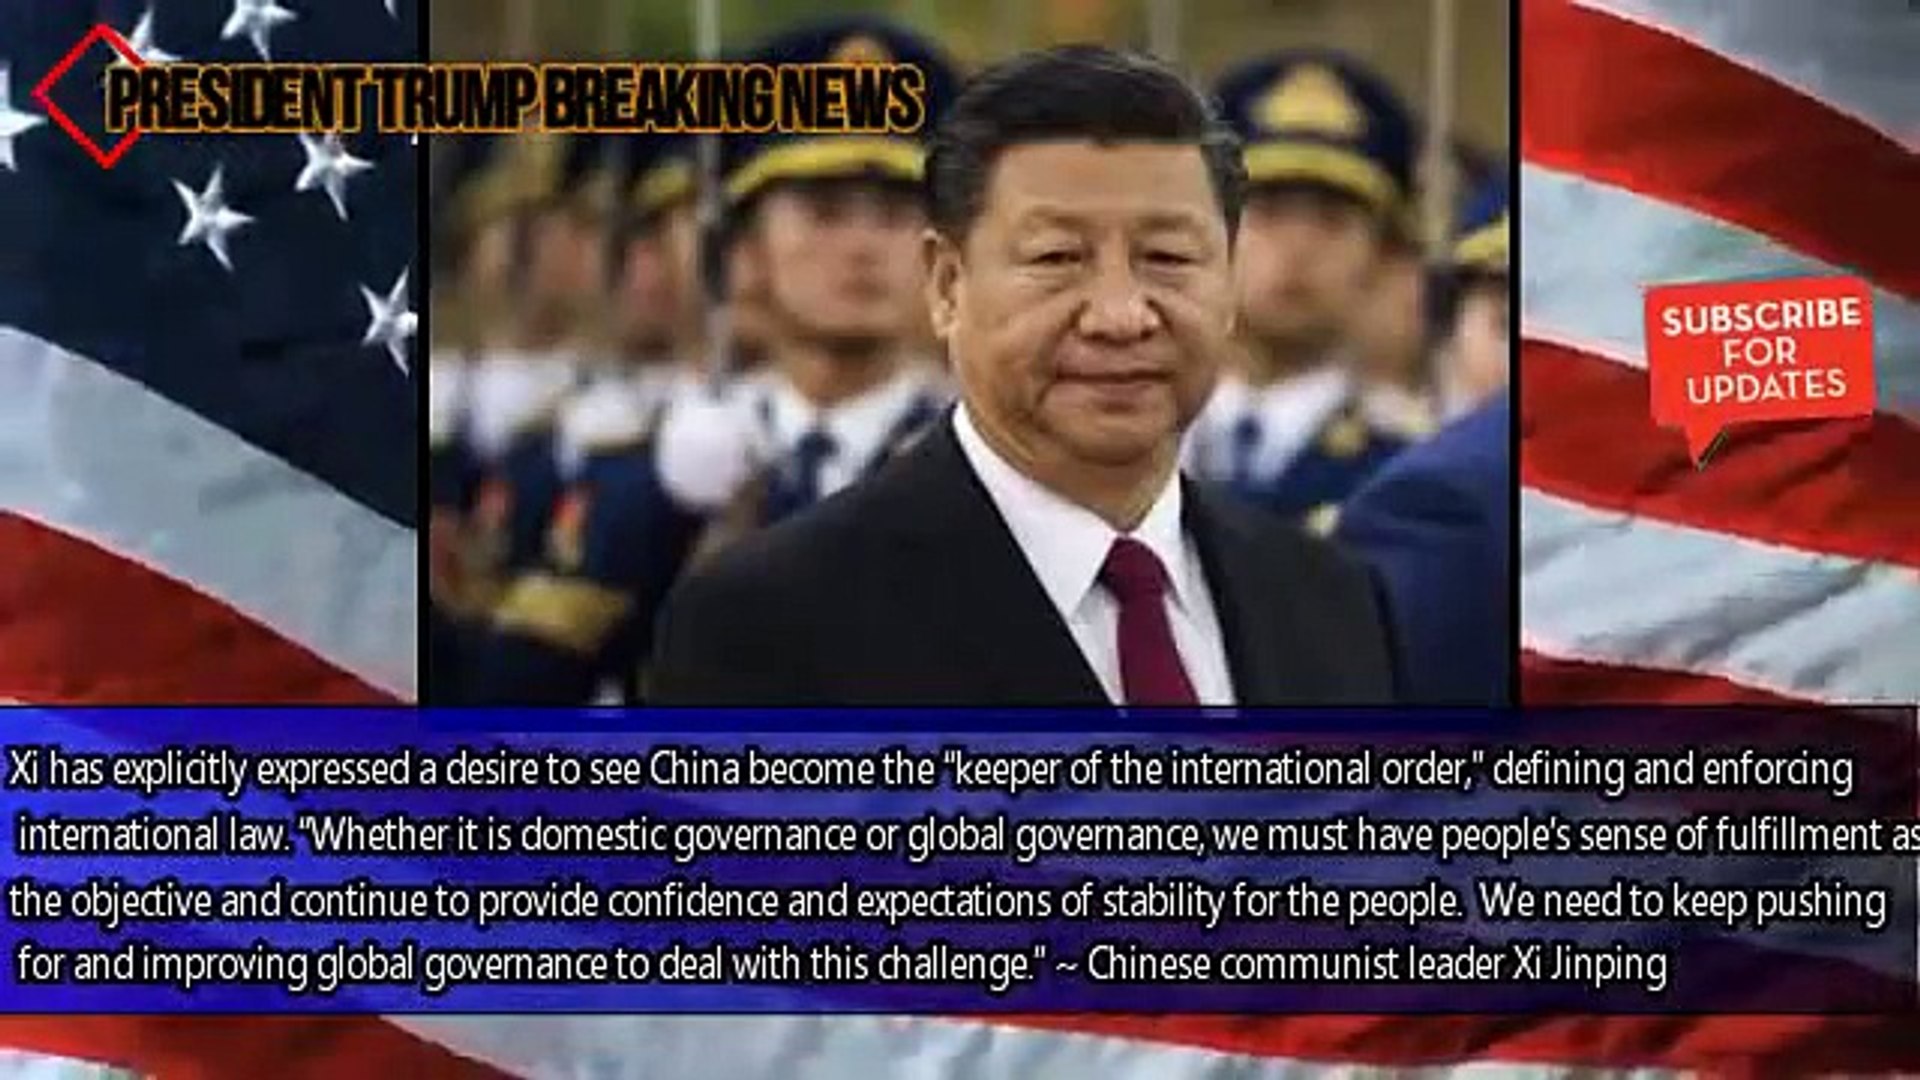 PRESIDENT TRUMP BREAKING NEWS
SUBSCRIBE
FOR
UPDATES
Xi has explicitly expressed a desire to see China become the "keeper of the international order," defining and enforcing
international law. "Whether it is domestic governance or global governance, we must have people's sense of fulfillment as
the objective and continue to provide confidence and expectations of stability for the people. We need to keep pushing
for and improving global governance to deal with this challenge." ~ Chinese communist leader Xi Jinping